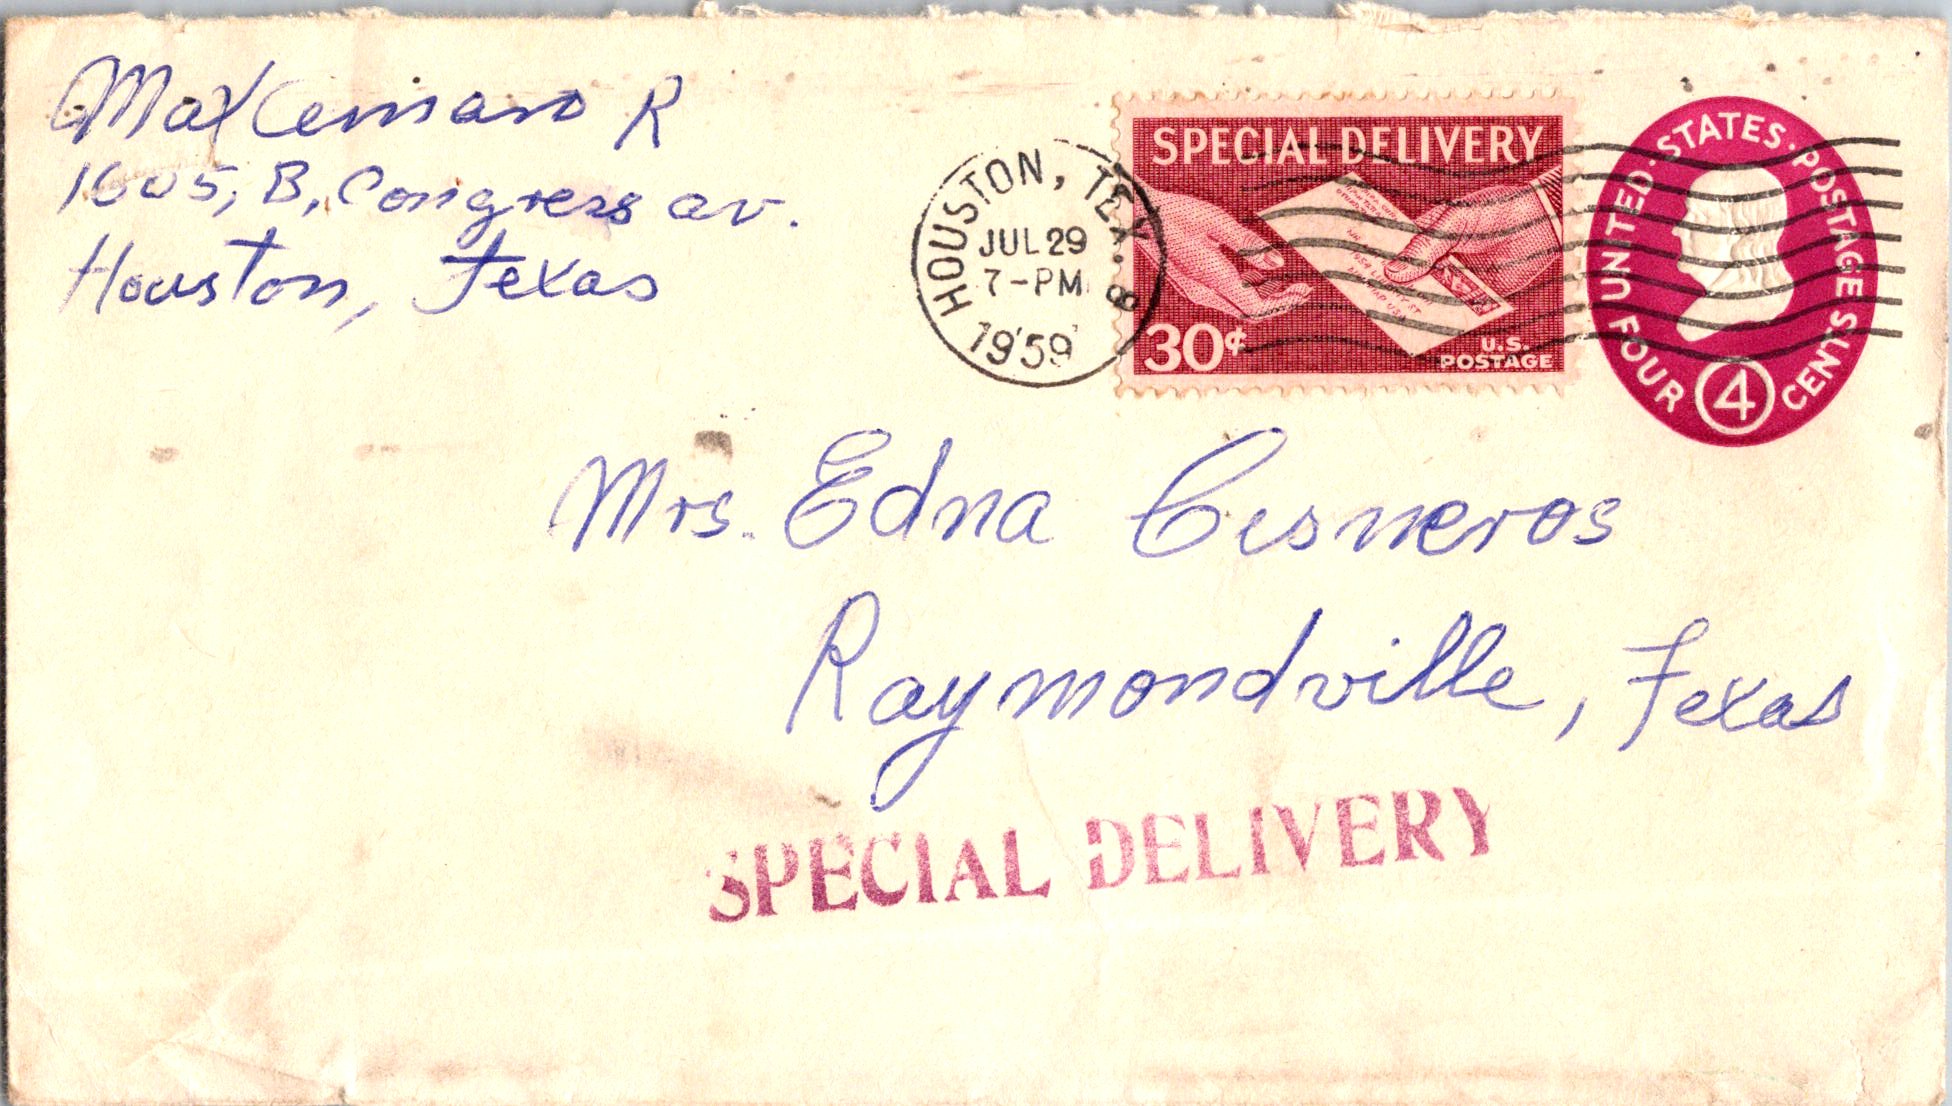 R
1605, B, Congress av.
Houston, Texas
HOUSTON, TEX. 8
JUL 29
7-PM
1959
SPECIAL DELIVERY
30¢
U.S.
POSTAGE
UNITED · STATES · POSTAGE
FOUR 4 CENTS
Mrs. Edna Cisneros
Raymondville, Texas
SPECIAL DELIVERY